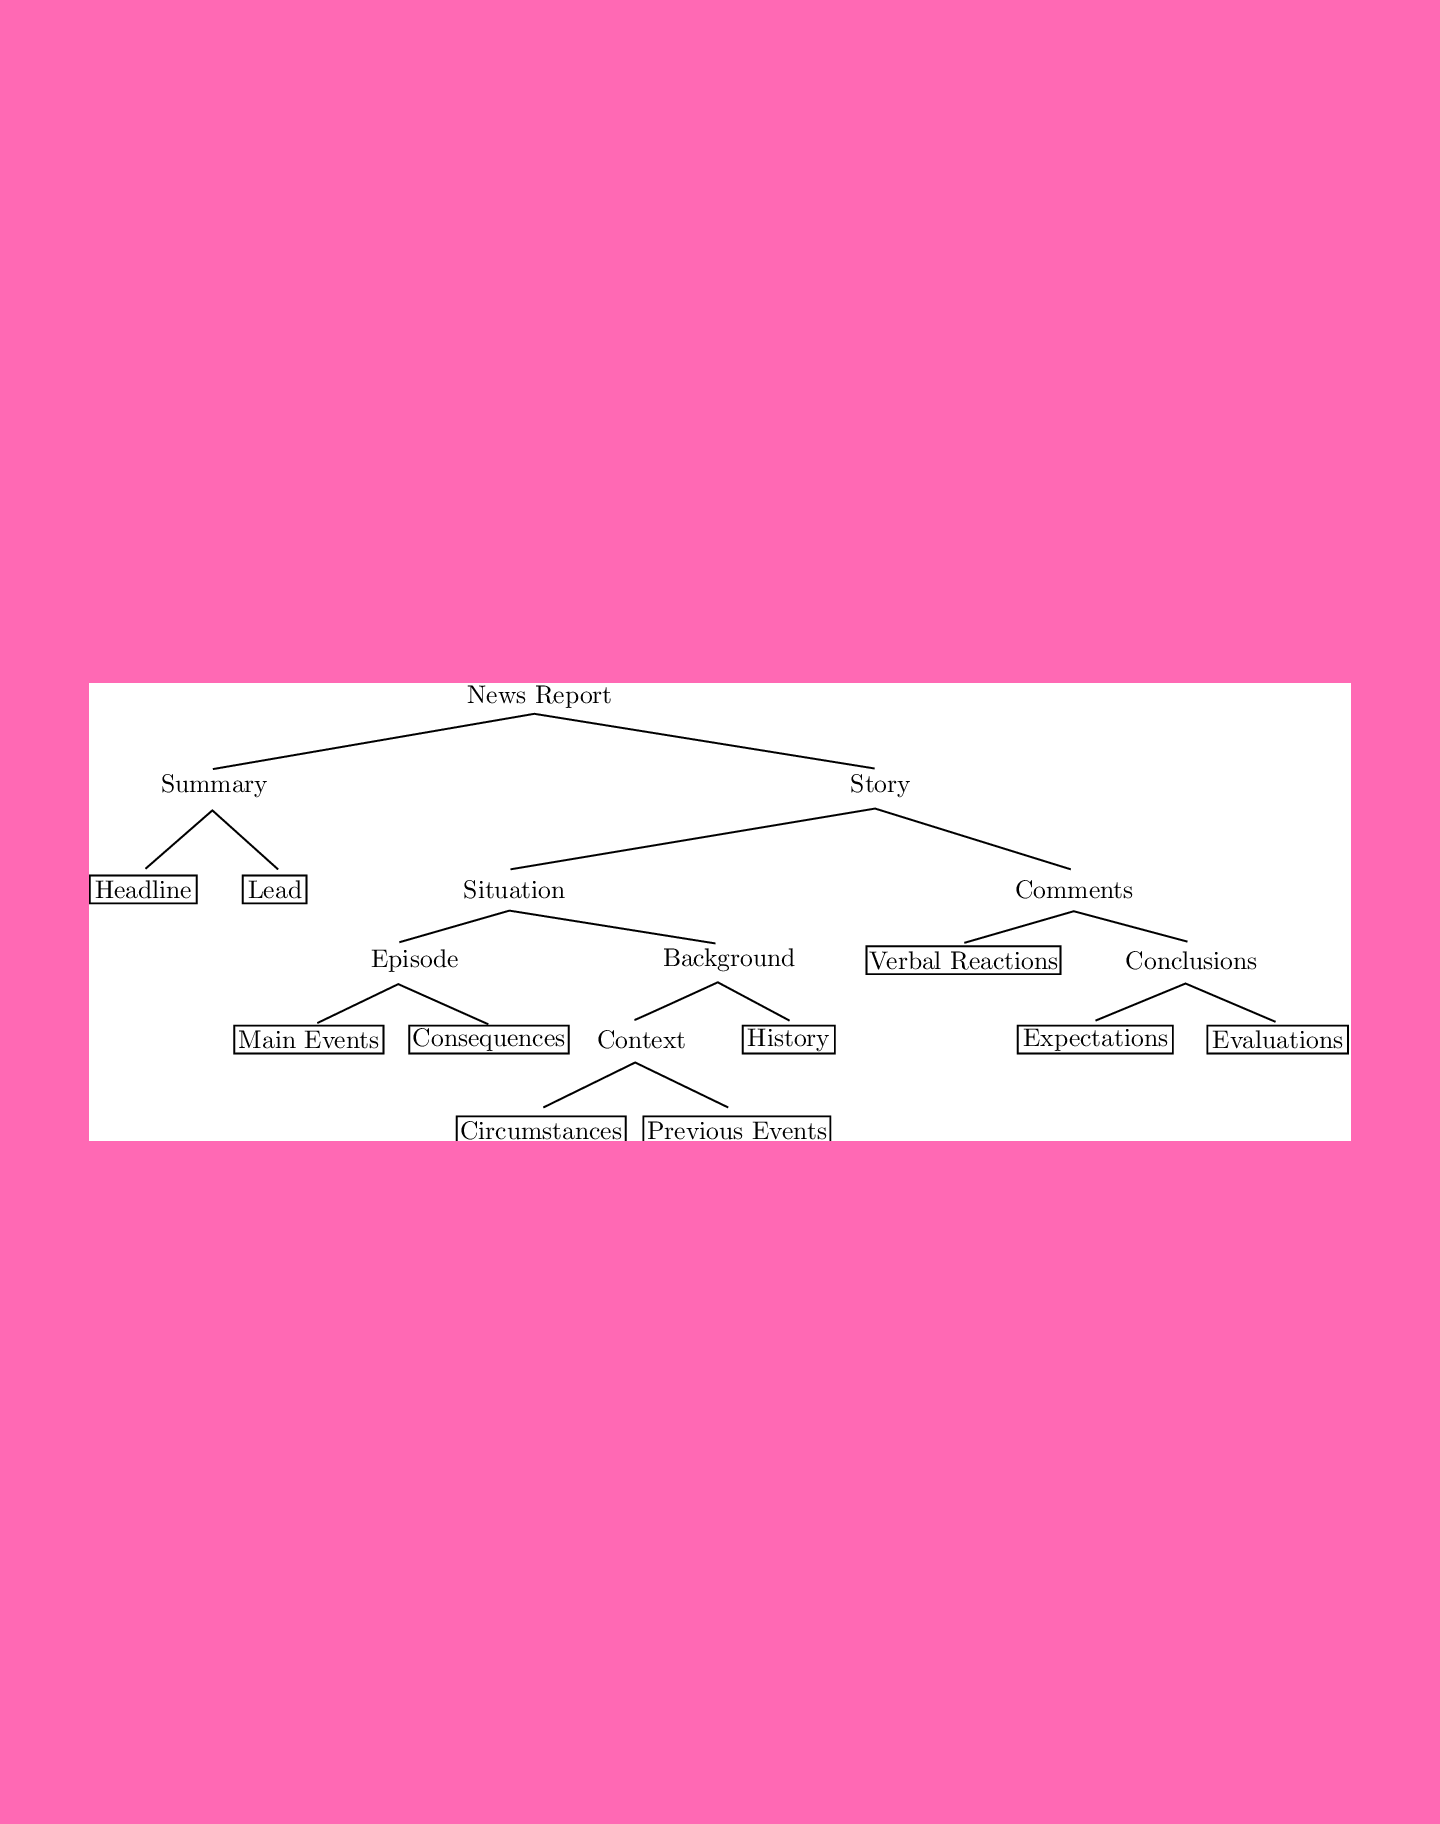 News Report
Summary Story
Headline Lead Situation Comments
Episode Background Verbal Reactions Conclusions
Main Events Consequences Context History Expectations Evaluations
Circumstances Previous Events